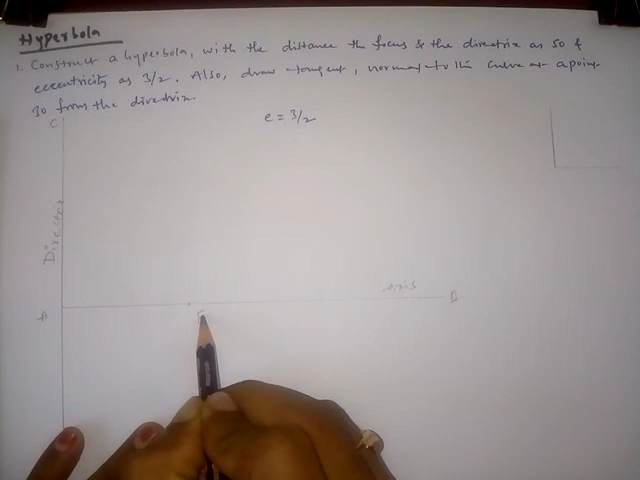 Hyperbola
1. Construct a hyperbola, with the distance the focus & the directrix as 50 &
eccentricity as 3/2. Also, draw tangent, normal to the curve at a point
30 from the directrix.
C
e = 3/2
Directrix
Axis
A
B
F